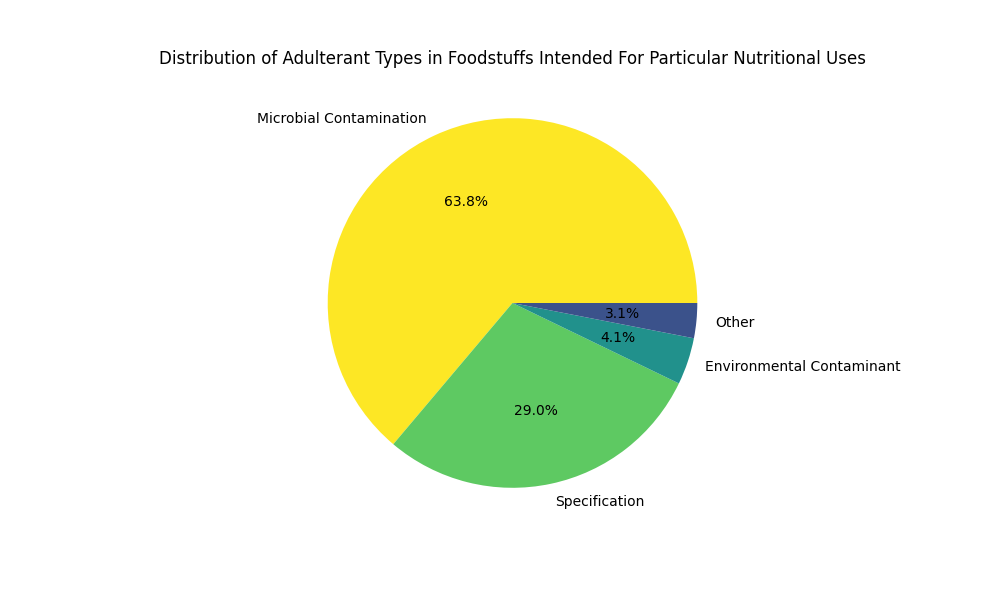 Distribution of Adulterant Types in Foodstuffs Intended For Particular Nutritional Uses
Microbial Contamination
63.8%
3.1%
Other
4.1%
Environmental Contaminant
29.0%
Specification